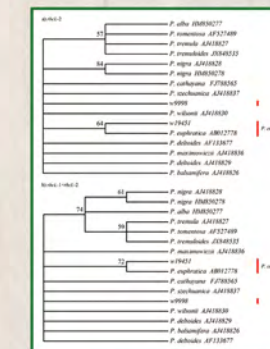 57
P. alba HM850277
P. tomentosa AF527489
P. tremula AJ418827
P. tremuloides JX848535
84
P. nigra AJ418828
P. nigra HM850278
P. cathayana FJ788565
P. szechuanica AJ418837
w9998
P. wilsonii AJ418830
64
w19451
P. euphratica AB012778
P. deltoides AF133677
P. maximowiczii AJ418836
P. deltoides AJ418829
P. balsamifera AJ418826
61
P. nigra AJ418828
P. nigra HM850278
74
P. alba HM850277
59
P. tremula AJ418827
P. tomentosa AF527489
P. tremuloides JX848535
P. maximowiczii AJ418836
72
w19451
P. euphratica AB012778
P. cathayana FJ788565
P. szechuanica AJ418837
w9998
P. wilsonii AJ418830
P. deltoides AJ418829
P. balsamifera AJ418826
P. deltoides AF133677